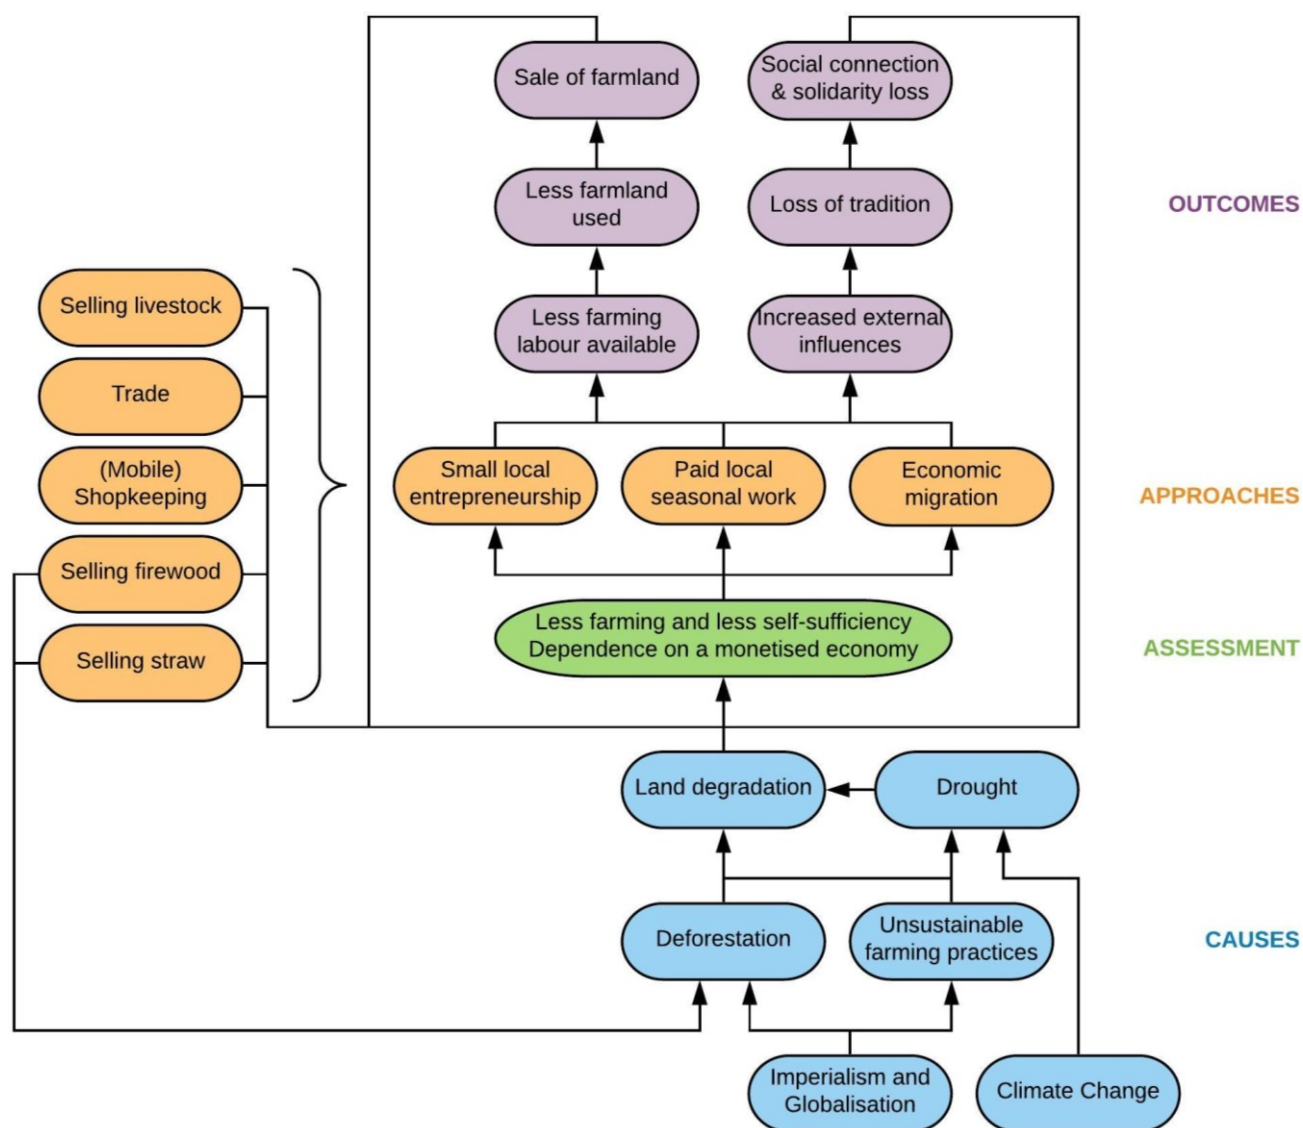 Sale of farmland
Social connection
& solidarity loss
Less farmland
used
Loss of tradition
OUTCOMES
Selling livestock
Less farming
labour available
Increased external
influences
Trade
(Mobile)
Shopkeeping
Small local
entrepreneurship
Paid local
seasonal work
Economic
migration
APPROACHES
Selling firewood
Selling straw
Less farming and less self-sufficiency
Dependence on a monetised economy
ASSESSMENT
Land degradation
Drought
Deforestation
Unsustainable
farming practices
CAUSES
Imperialism and
Globalisation
Climate Change